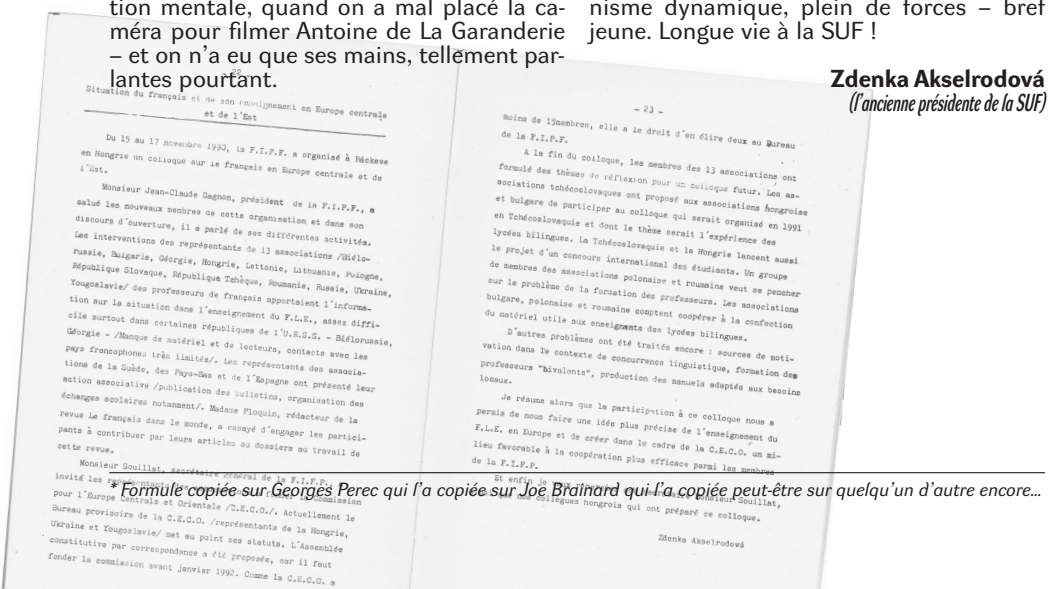 tion mentale, quand on a mal placé la ca-
méra pour filmer Antoine de La Garanderie
– et on n’a eu que ses mains, tellement par-
lantes pourtant.
nisme dynamique, plein de forces – bref
jeune. Longue vie à la SUF !
Zdenka Akselrodová
(l’ancienne présidente de la SUF)
22
Situation du français et de son enseignement en Europe centrale
et de l´Est
Du 15 au 17 novembre 1990, la F.I.P.F. a organisé à Ráckeve
en Hongrie un colloque sur le français en Europe centrale et de
l´Est.
Monsieur Jean-Claude Gagnon, président de la F.I.P.F., a
salué les nouveaux membres de cette organisation et dans son
discours d´ouverture, il a parlé de ses différentes activités.
Les interventions des représentants de 13 associations /Biélo-
russie, Bulgarie, Géorgie, Hongrie, Lettonie, Lithuanie, Pologne,
République Slovaque, République Tchèque, Roumanie, Russie, Ukraine,
Yougoslavie/ des professeurs de français apportaient l´informa-
tion sur la situation dans l´enseignement du F.L.E., assez diffi-
cile surtout dans certaines républiques de l´U.R.S.S. – Biélorussie,
Géorgie - /Manque de matériel et de lecteurs, contacts avec les
pays francophones très limités/. Les représentants des associa-
tions de la Suède, des Pays-Bas et de l´Espagne ont présenté leur
action associative /publication des bulletins, organisation des
échanges scolaires notamment/. Madame Ploquin, rédacteur de la
revue Le français dans le monde, a essayé d´engager les partici-
pants à contribuer par leurs articles ou dossiers au travail de
cette revue.
Monsieur Souillat, secrétaire général de la F.I.P.F.,
invité les représentants des Commission
pour l´Europe Centrale et Orientale /C.E.C.O./. Actuellement le
Bureau provisoire de la C.E.C.O. /représentants de la Hongrie,
Ukraine et Yougoslavie/ met au point ses statuts. L´Assemblée
constitutive par correspondance a été proposée, car il faut
fonder la commission avant janvier 1992. Comme la C.E.C.O. a
- 23 -
moins de 15membres, elle a le droit d´en élire deux au Bureau
de la F.I.P.F.
A la fin du colloque, les membres des 13 associations ont
formulé des thèmes de réflexion pour un colloque futur. Les as-
sociations tchécoslovaques ont proposé aux associations hongroise
et bulgare de participer au colloque qui serait organisé en 1991
en Tchécoslovaquie et dont le thème serait l´expérience des
lycées bilingues. La Tchécoslovaquie et la Hongrie lancent aussi
le projet d´un concours international des étudiants. Un groupe
de membres des associations polonaise et roumaine veut se pencher
sur le problème de la formation des professeurs. Les associations
bulgare, polonaise et roumaine comptent coopérer à la confection
du matériel utile aux enseignants des lycées bilingues.
D´autres problèmes ont été traités encore : sources de moti-
vation dans le contexte de concurrence linguistique, formation des
professeurs "bivalents", production des manuels adaptés aux besoins
locaux.
Je résume alors que la participation à ce colloque nous a
permis de nous faire une idée plus précise de l´enseignement du
F.L.E. en Europe et de créer dans le cadre de la C.E.C.O. un mi-
lieu favorable à la coopération plus efficace parmi les membres
de la F.I.F.P.
Et enfin je Monsieur Souillat,
collègues hongrois qui ont préparé ce colloque.
Zdenka Akselrodová
* Formule copiée sur Georges Perec qui l’a copiée sur Joe Brainard qui l’a copiée peut-être sur quelqu’un d’autre encore...